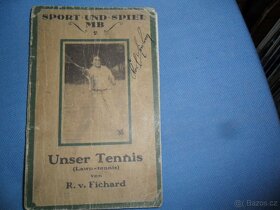 SPORT-UND-SPIEL
MB
Unser Tennis
(Lawn-tennis)
von
R. v. Fichard
bazos.cz